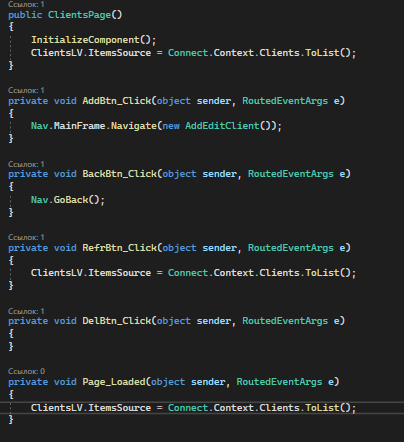 Ссылок: 1
public ClientsPage()
{
InitializeComponent();
ClientsLV.ItemsSource = Connect.Context.Clients.ToList();
}
Ссылок: 1
private void AddBtn_Click(object sender, RoutedEventArgs e)
{
Nav.MainFrame.Navigate(new AddEditClient());
}
Ссылок: 1
private void BackBtn_Click(object sender, RoutedEventArgs e)
{
Nav.GoBack();
}
Ссылок: 1
private void RefrBtn_Click(object sender, RoutedEventArgs e)
{
ClientsLV.ItemsSource = Connect.Context.Clients.ToList();
}
Ссылок: 1
private void DelBtn_Click(object sender, RoutedEventArgs e)
{
}
Ссылок: 0
private void Page_Loaded(object sender, RoutedEventArgs e)
{
ClientsLV.ItemsSource = Connect.Context.Clients.ToList();
}